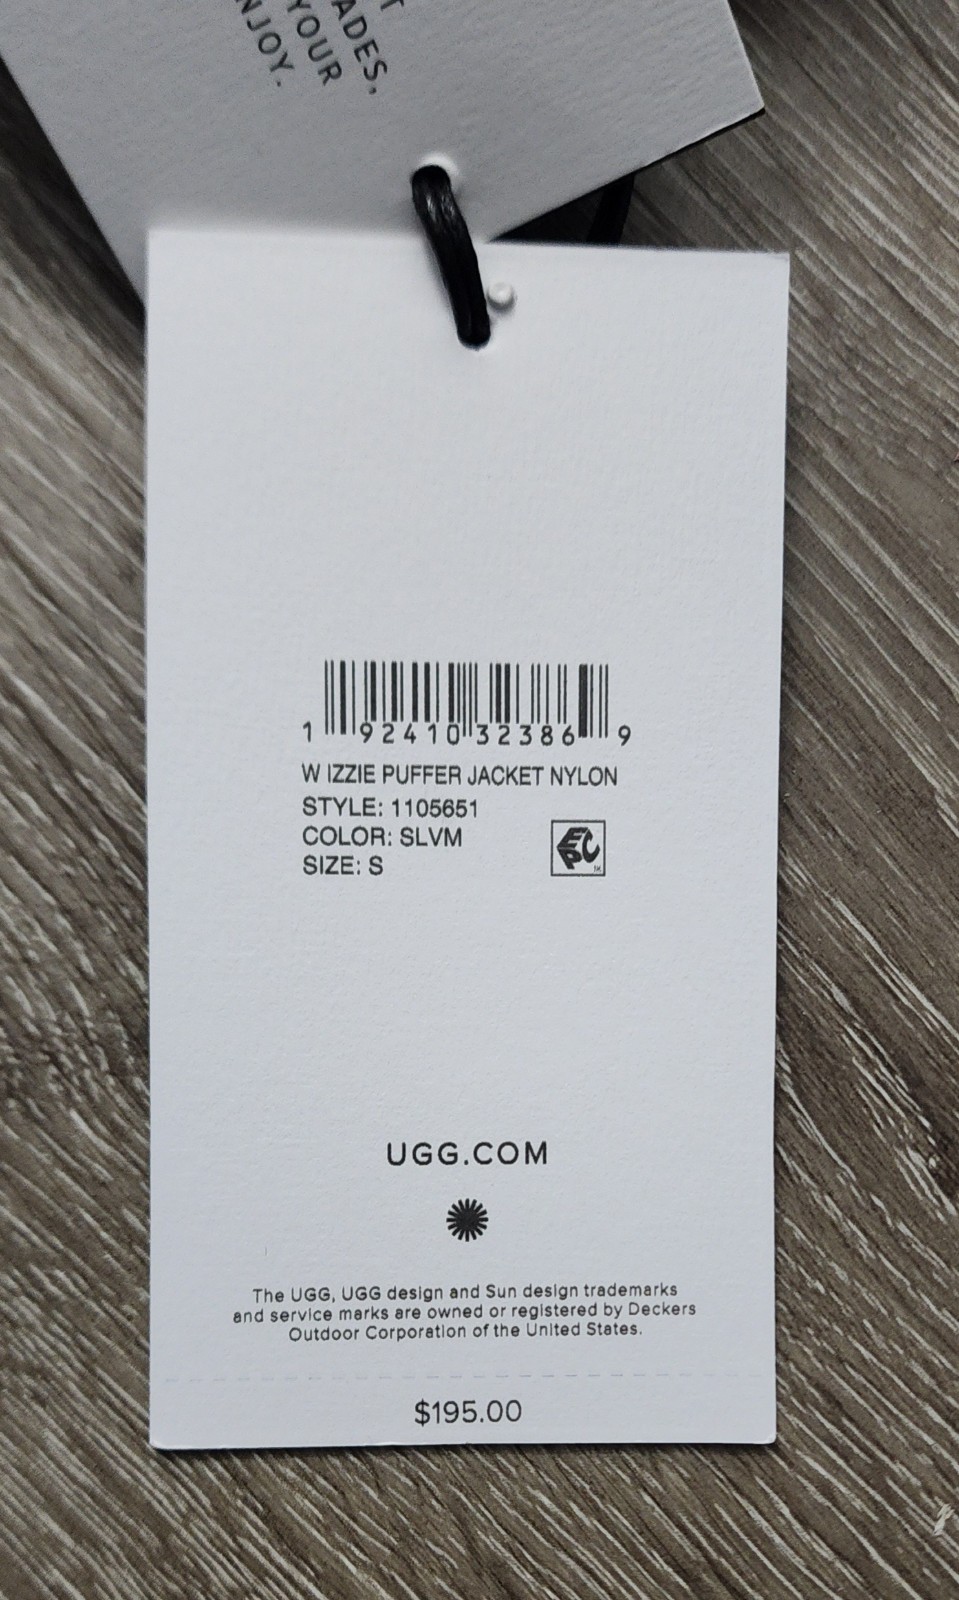 ADES,
YOUR
NJOY.
1 92410 32386 9
W IZZIE PUFFER JACKET NYLON
STYLE: 1105651
COLOR: SLVM
SIZE: S
EPC
UGG.COM
The UGG, UGG design and Sun design trademarks
and service marks are owned or registered by Deckers
Outdoor Corporation of the United States.
$195.00